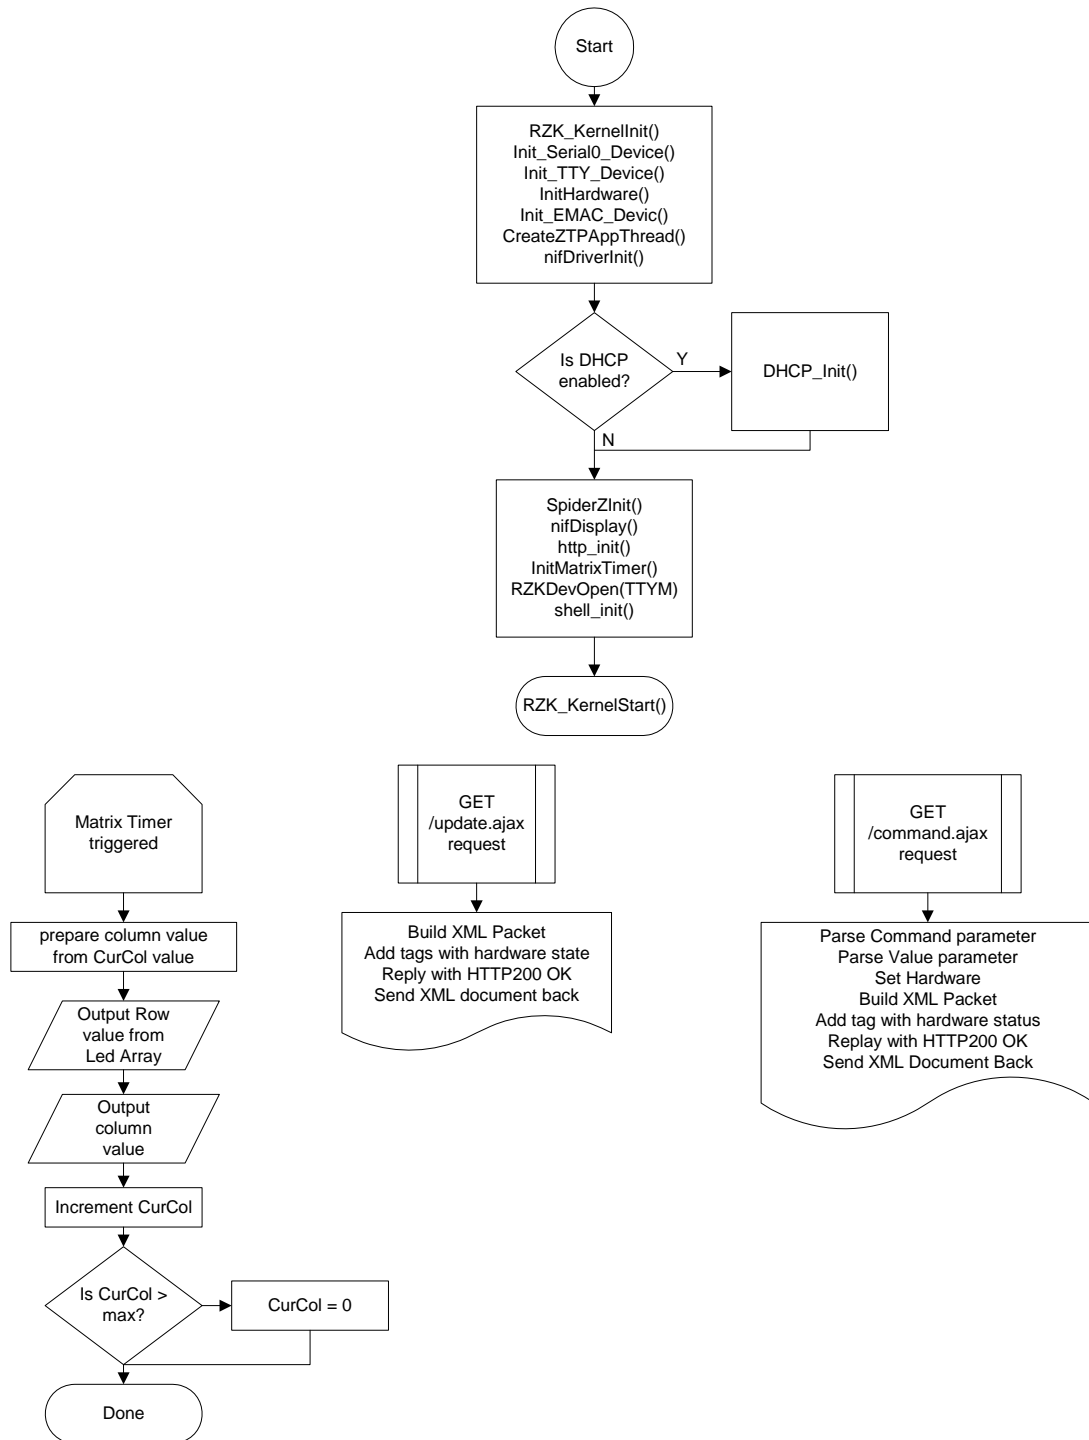 Start
RZK_KernelInit()
Init_Serial0_Device()
Init_TTY_Device()
InitHardware()
Init_EMAC_Devic()
CreateZTPAppThread()
nifDriverInit()
Is DHCP
enabled?
Y
DHCP_Init()
N
SpiderZInit()
nifDisplay()
http_init()
InitMatrixTimer()
RZKDevOpen(TTYM)
shell_init()
RZK_KernelStart()
Matrix Timer
triggered
prepare column value
from CurCol value
Output Row
value from
Led Array
Output
column
value
Increment CurCol
Is CurCol >
max?
CurCol = 0
Done
GET
/update.ajax
request
Build XML Packet
Add tags with hardware state
Reply with HTTP200 OK
Send XML document back
GET
/command.ajax
request
Parse Command parameter
Parse Value parameter
Set Hardware
Build XML Packet
Add tag with hardware status
Replay with HTTP200 OK
Send XML Document Back